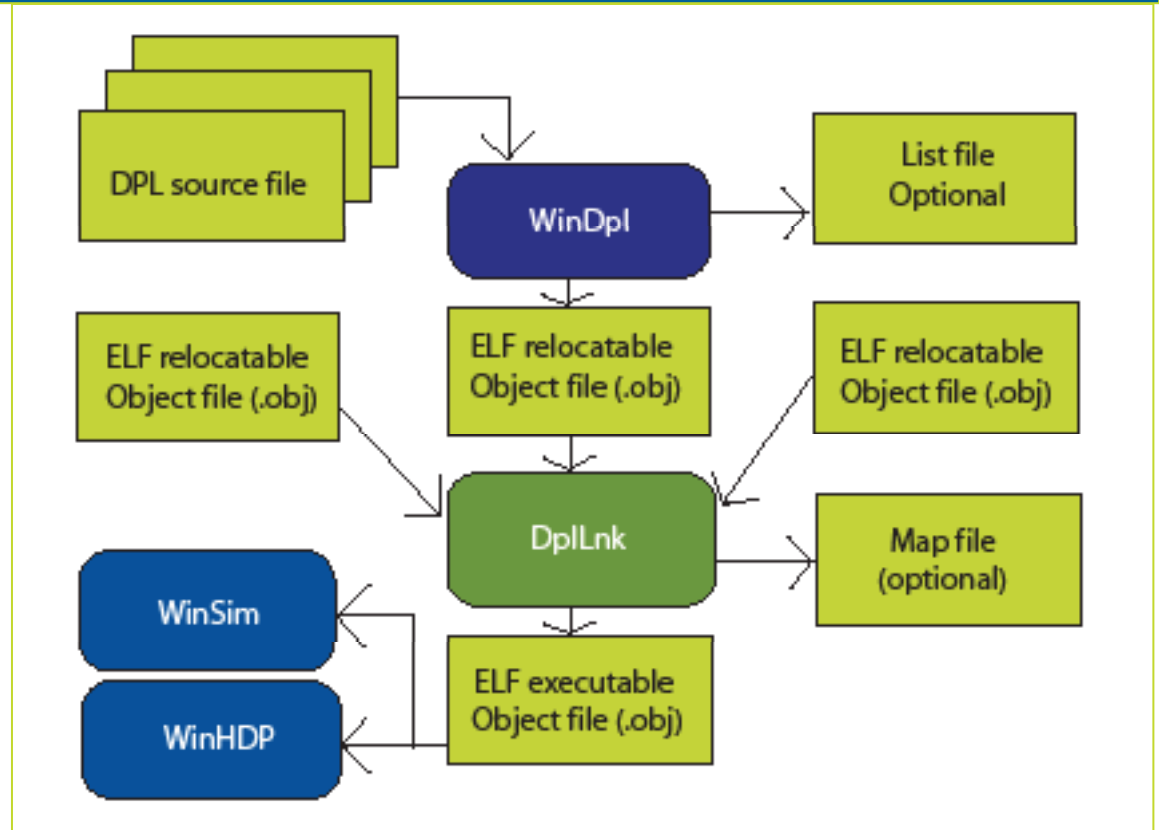 DPL source file
WinDpl
List file
Optional
ELF relocatable
Object file (.obj)
ELF relocatable
Object file (.obj)
ELF relocatable
Object file (.obj)
DplLnk
Map file
(optional)
WinSim
ELF executable
Object file (.obj)
WinHDP